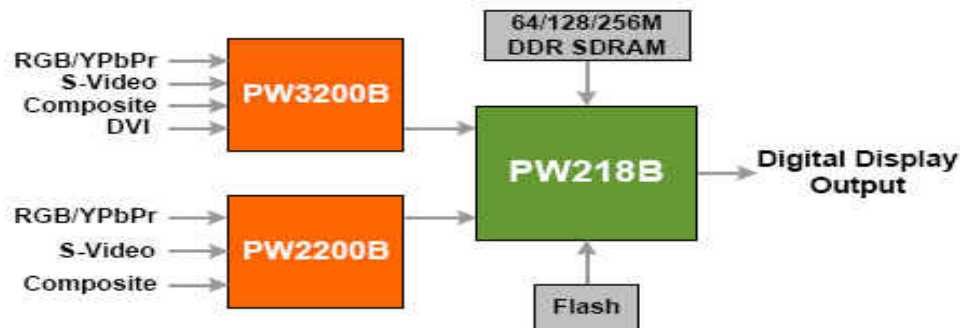 64/128/256M
DDR SDRAM
RGB/YPbPr
S-Video
Composite
DVI
PW3200B
PW218B
Digital Display
Output
RGB/YPbPr
S-Video
Composite
PW2200B
Flash